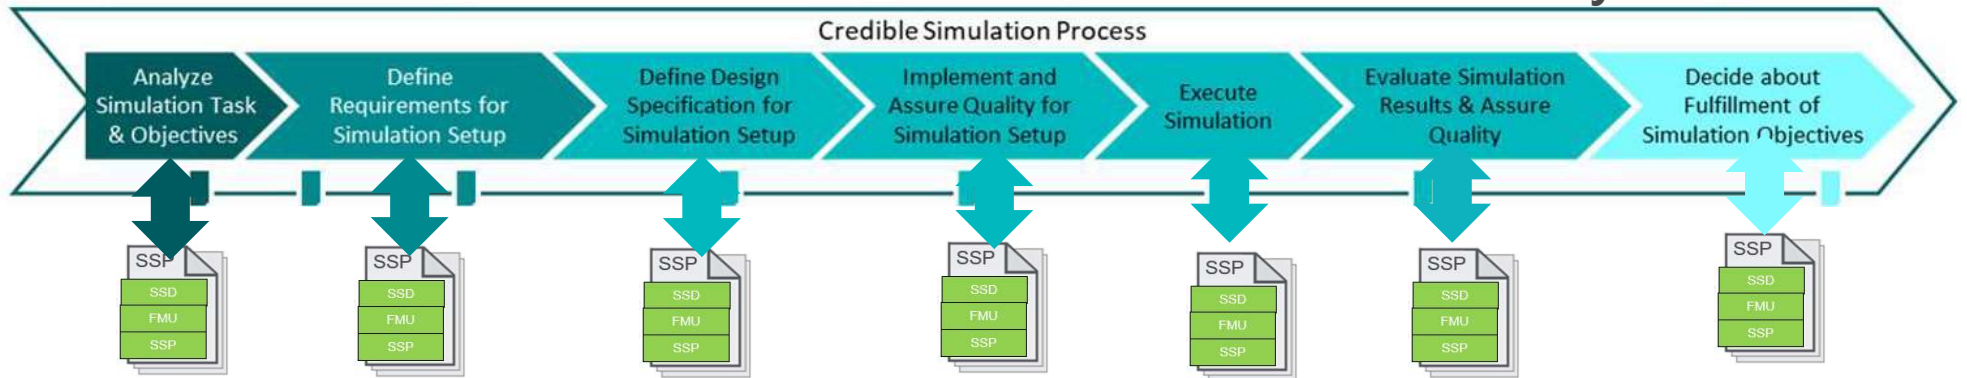 Credible Simulation Process
Analyze
Simulation Task
& Objectives
Define
Requirements for
Simulation Setup
Define Design
Specification for
Simulation Setup
Implement and
Assure Quality for
Simulation Setup
Execute
Simulation
Evaluate Simulation
Results & Assure
Quality
Decide about
Fulfillment of
Simulation Objectives
SSP
SSD
FMU
SSP
SSP
SSD
FMU
SSP
SSP
SSD
FMU
SSP
SSP
SSD
FMU
SSP
SSP
SSD
FMU
SSP
SSP
SSD
FMU
SSP
SSP
SSD
FMU
SSP